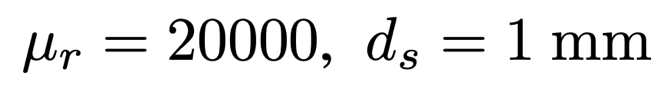 μᵣ = 20000, dₛ = 1 mm